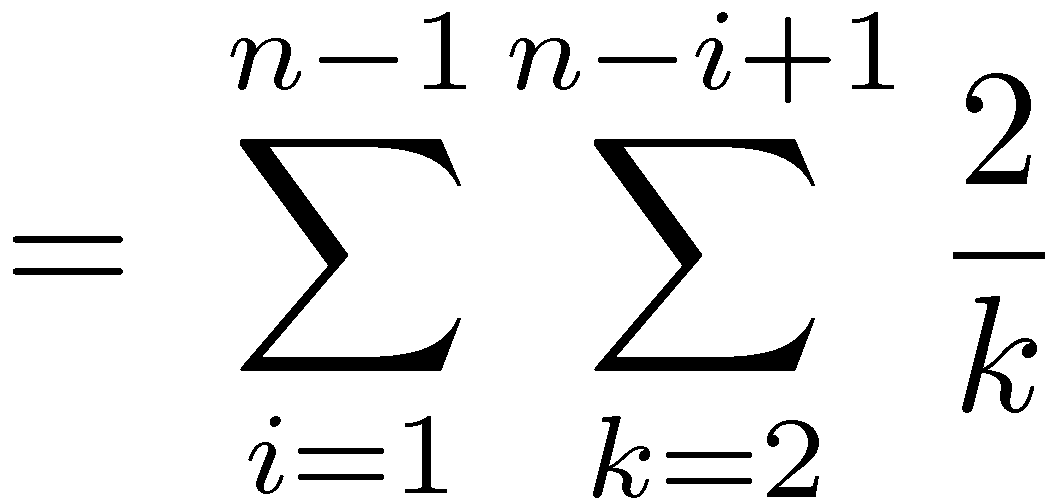 = \sum_{i=1}^{n-1} \sum_{k=2}^{n-i+1} \frac{2}{k}